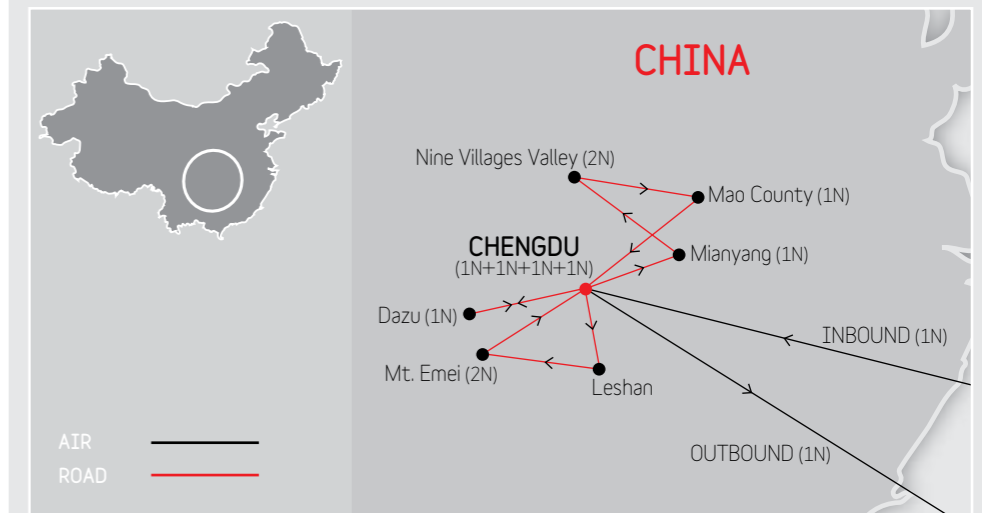 CHINA
Nine Villages Valley (2N)
Mao County (1N)
CHENGDU
(1N+1N+1N+1N)
Mianyang (1N)
Dazu (1N)
INBOUND (1N)
Mt. Emei (2N)
Leshan
AIR
OUTBOUND (1N)
ROAD